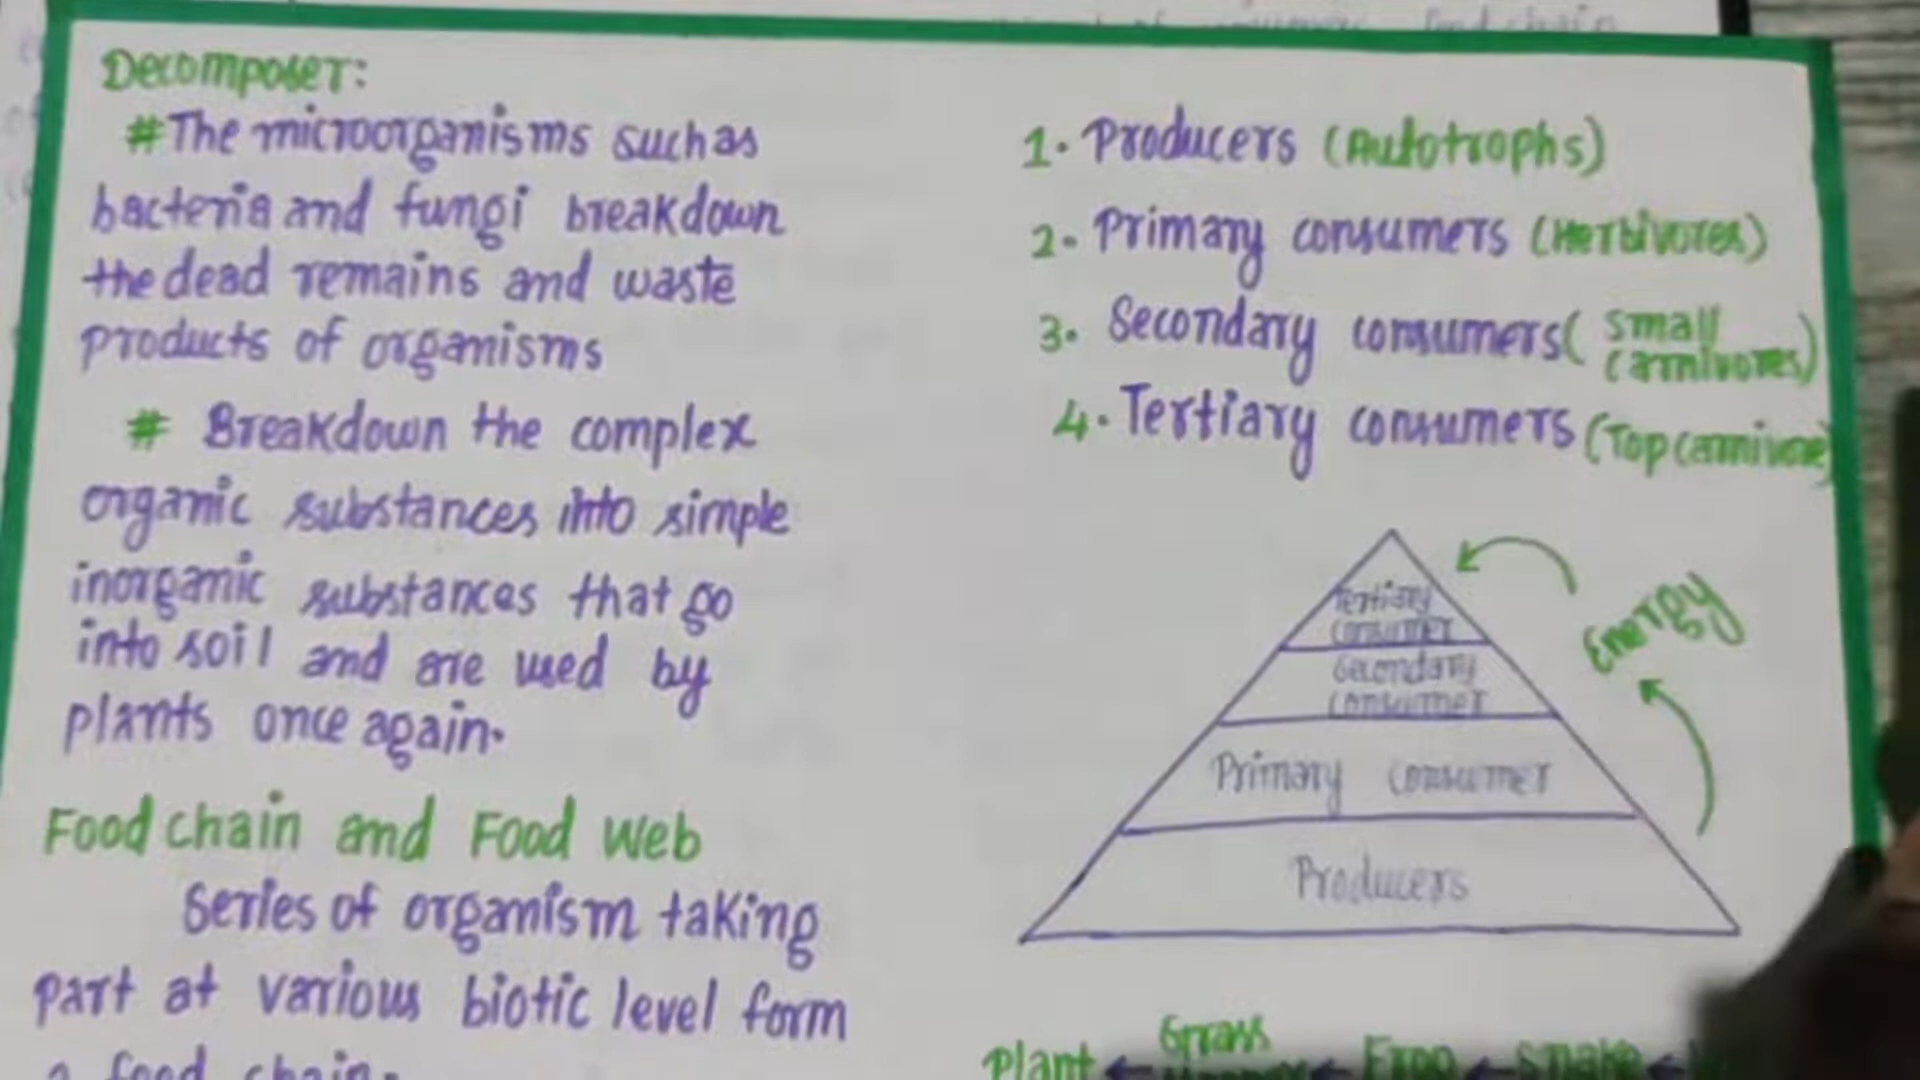 Decomposer:
# The microorganisms such as
bacteria and fungi breakdown
the dead remains and waste
products of organisms
# Breakdown the complex
organic substances into simple
inorganic substances that go
into soil and are used by
plants once again.
Food chain and Food Web
Series of organism taking
part at various biotic level form
a food chain.
1. Producers (Autotrophs)
2. Primary consumers (Herbivores)
3. Secondary consumers (small
carnivores)
4. Tertiary consumers (Top carnivore)
Tertiary
consumer
Secondary
consumer
Primary consumer
Producers
Energy
Grass
Plant ← ← Frog ← Snake ←